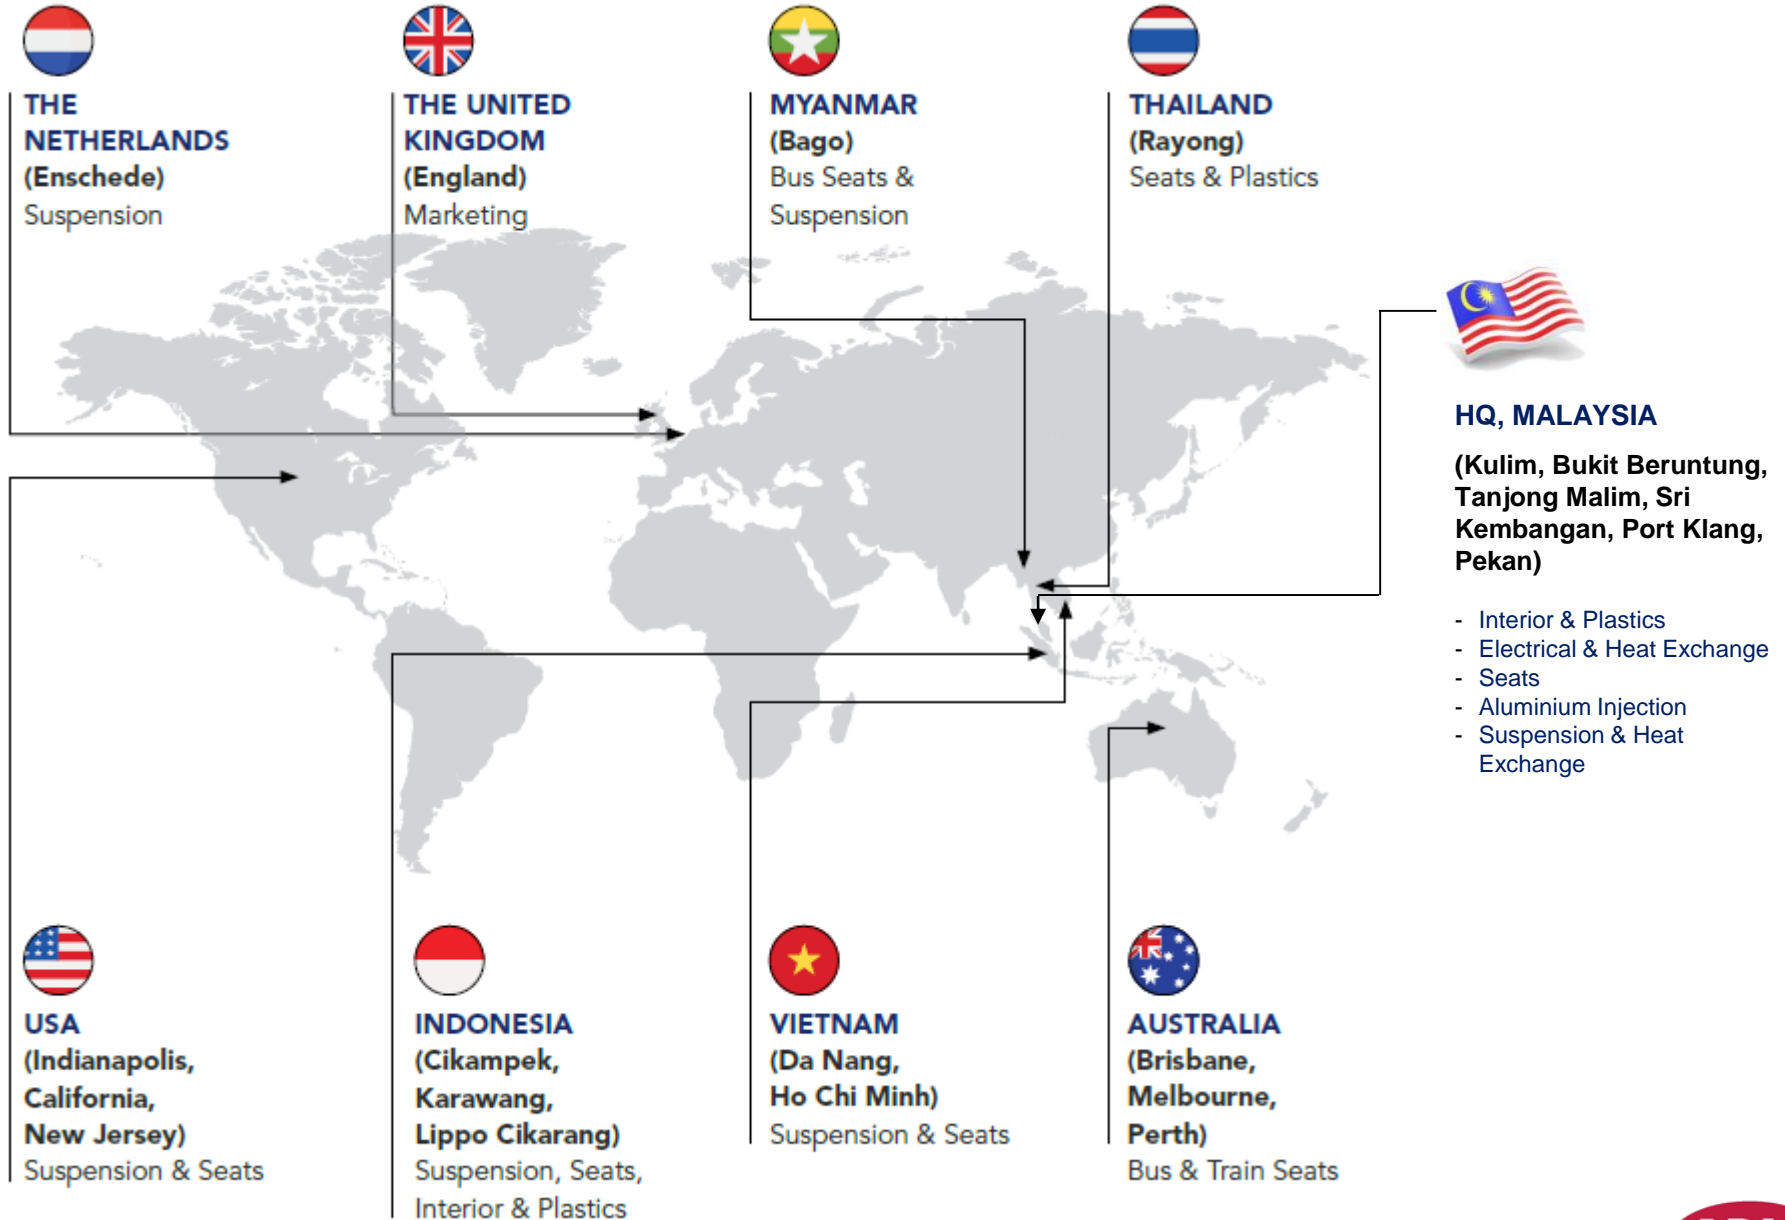 THE
NETHERLANDS
(Enschede)
Suspension
THE UNITED
KINGDOM
(England)
Marketing
MYANMAR
(Bago)
Bus Seats &
Suspension
THAILAND
(Rayong)
Seats & Plastics
HQ, MALAYSIA
(Kulim, Bukit Beruntung,
Tanjong Malim, Sri
Kembangan, Port Klang,
Pekan)
- Interior & Plastics
- Electrical & Heat Exchange
- Seats
- Aluminium Injection
- Suspension & Heat
Exchange
USA
(Indianapolis,
California,
New Jersey)
Suspension & Seats
INDONESIA
(Cikampek,
Karawang,
Lippo Cikarang)
Suspension, Seats,
Interior & Plastics
VIETNAM
(Da Nang,
Ho Chi Minh)
Suspension & Seats
AUSTRALIA
(Brisbane,
Melbourne,
Perth)
Bus & Train Seats